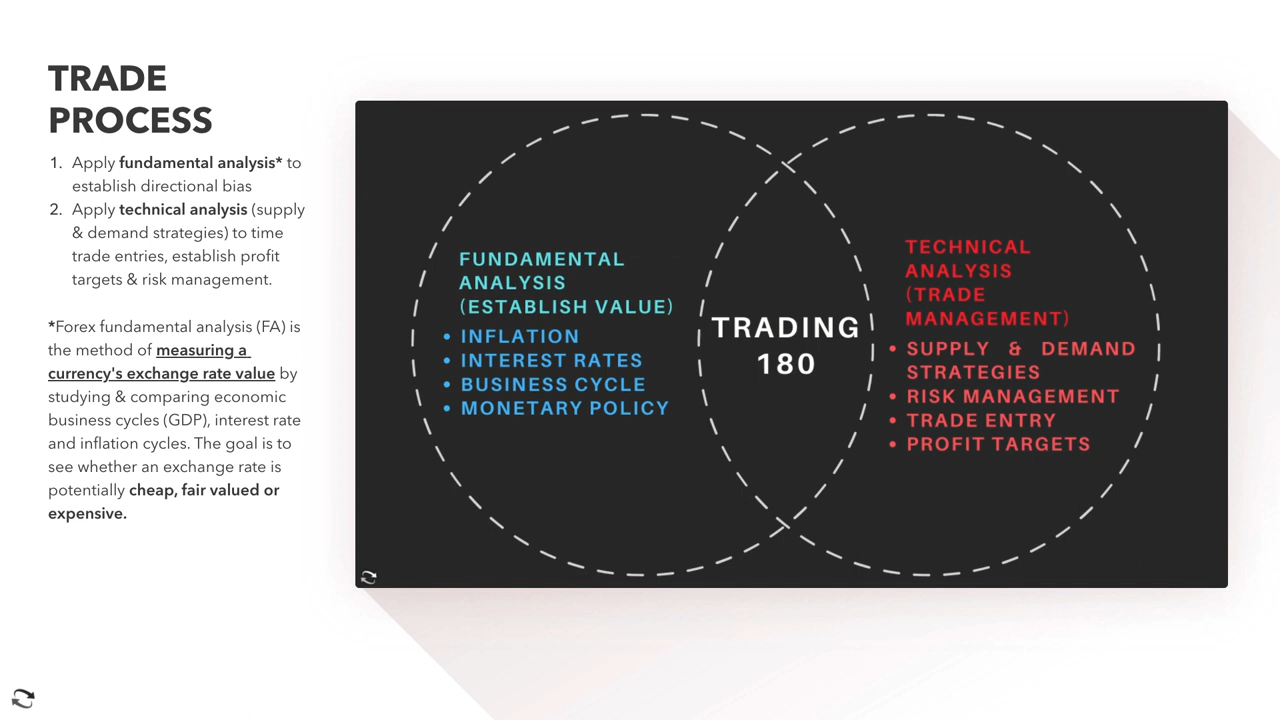 TRADE
PROCESS
1. Apply fundamental analysis* to
establish directional bias
2. Apply technical analysis (supply
& demand strategies) to time
trade entries, establish profit
targets & risk management.
*Forex fundamental analysis (FA) is
the method of measuring a
currency's exchange rate value by
studying & comparing economic
business cycles (GDP), interest rate
and inflation cycles. The goal is to
see whether an exchange rate is
potentially cheap, fair valued or
expensive.
FUNDAMENTAL
ANALYSIS
(ESTABLISH VALUE)
• INFLATION
• INTEREST RATES
• BUSINESS CYCLE
• MONETARY POLICY
TRADING
180
TECHNICAL
ANALYSIS
(TRADE
MANAGEMENT)
• SUPPLY & DEMAND
STRATEGIES
• RISK MANAGEMENT
• TRADE ENTRY
• PROFIT TARGETS